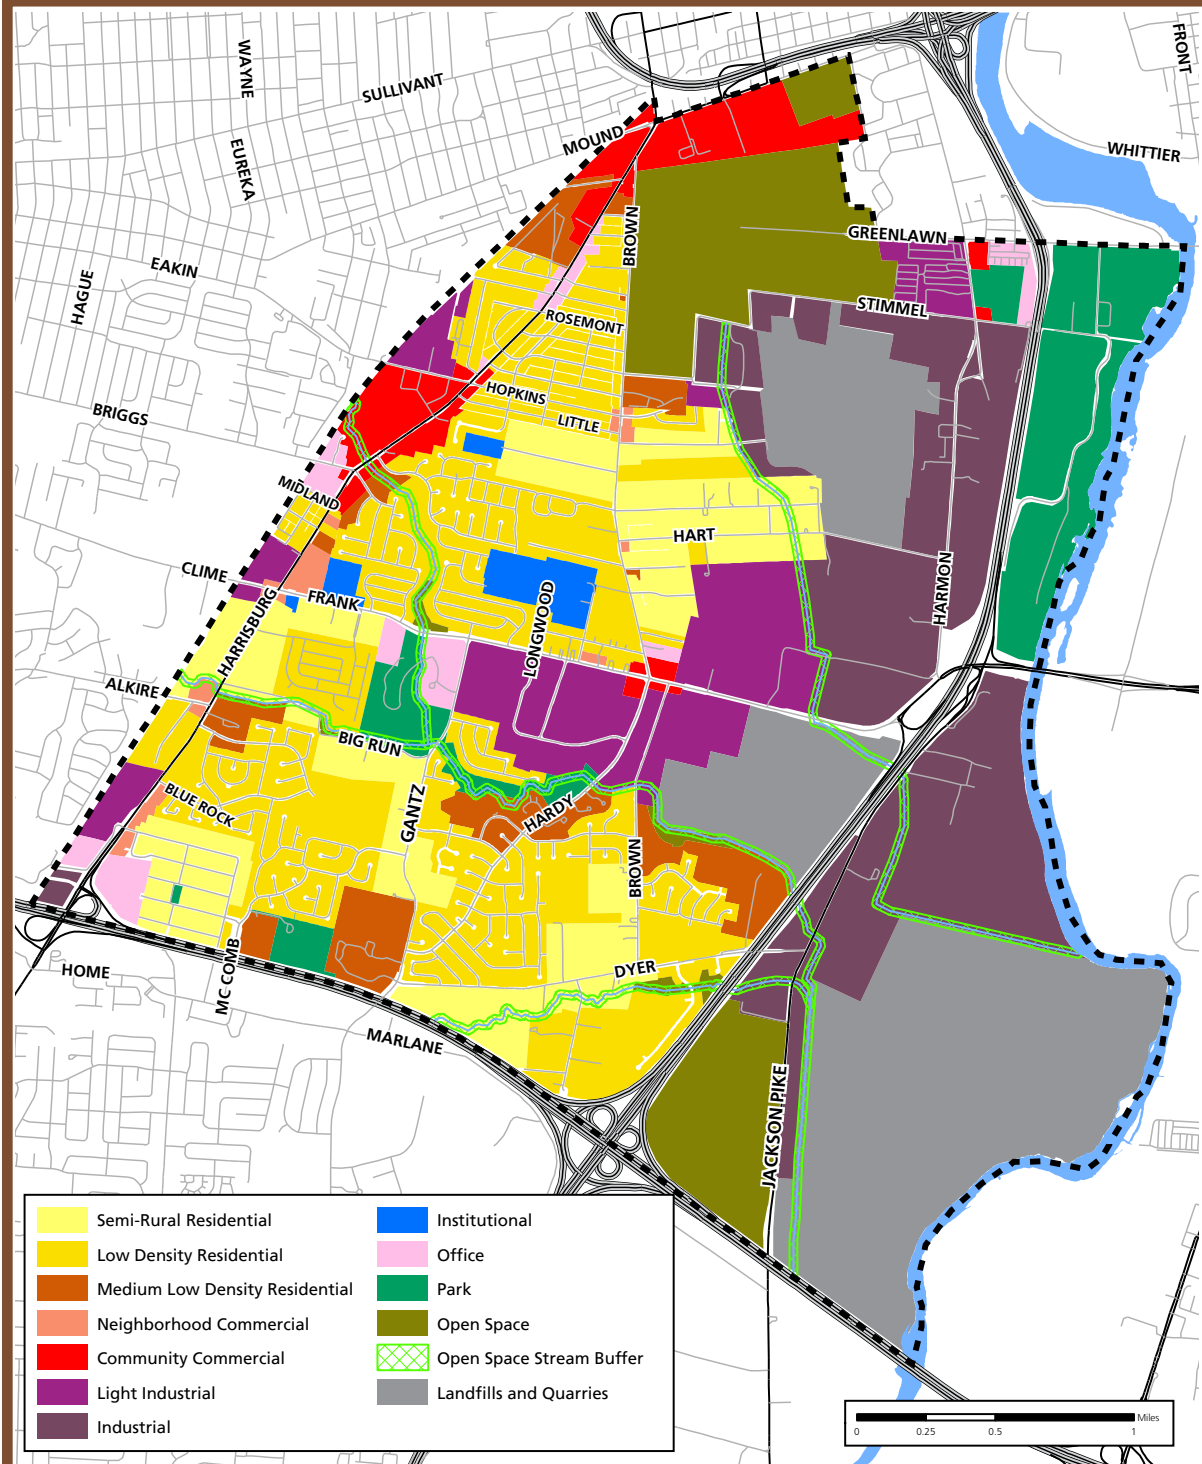 WAYNE
FRONT
SULLIVANT
MOUND
WHITTIER
EUREKA
BROWN
GREENLAWN
EAKIN
HAGUE
STIMMEL
ROSEMONT
HOPKINS
LITTLE
BRIGGS
MIDLAND
HART
CLIME
FRANK
HARMON
LONGWOOD
HARRISBURG
ALKIRE
BIG RUN
BLUE ROCK
GANTZ
HARDY
BROWN
HOME
MC COMB
DYER
MARLANE
JACKSON PIKE
Semi-Rural Residential
Low Density Residential
Medium Low Density Residential
Neighborhood Commercial
Community Commercial
Light Industrial
Industrial
Institutional
Office
Park
Open Space
Open Space Stream Buffer
Landfills and Quarries
Miles
0 0.25 0.5 1